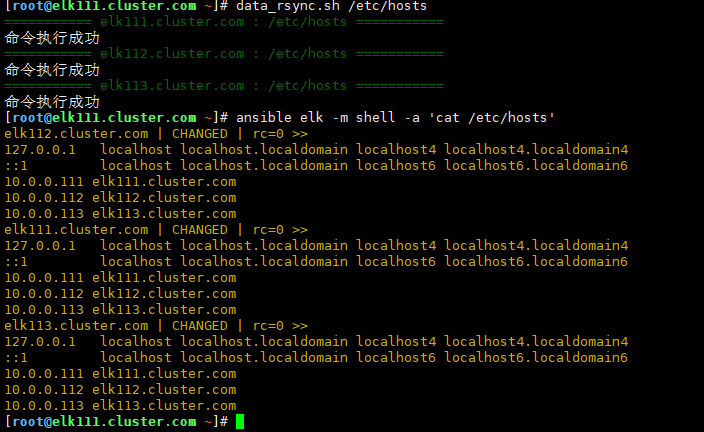 [root@elk111.cluster.com ~]# data_rsync.sh /etc/hosts
=========== elk111.cluster.com : /etc/hosts ===========
命令执行成功
=========== elk112.cluster.com : /etc/hosts ===========
命令执行成功
=========== elk113.cluster.com : /etc/hosts ===========
命令执行成功
[root@elk111.cluster.com ~]# ansible elk -m shell -a 'cat /etc/hosts'
elk112.cluster.com | CHANGED | rc=0 >>
127.0.0.1   localhost localhost.localdomain localhost4 localhost4.localdomain4
::1         localhost localhost.localdomain localhost6 localhost6.localdomain6
10.0.0.111 elk111.cluster.com
10.0.0.112 elk112.cluster.com
10.0.0.113 elk113.cluster.com
elk111.cluster.com | CHANGED | rc=0 >>
127.0.0.1   localhost localhost.localdomain localhost4 localhost4.localdomain4
::1         localhost localhost.localdomain localhost6 localhost6.localdomain6
10.0.0.111 elk111.cluster.com
10.0.0.112 elk112.cluster.com
10.0.0.113 elk113.cluster.com
elk113.cluster.com | CHANGED | rc=0 >>
127.0.0.1   localhost localhost.localdomain localhost4 localhost4.localdomain4
::1         localhost localhost.localdomain localhost6 localhost6.localdomain6
10.0.0.111 elk111.cluster.com
10.0.0.112 elk112.cluster.com
10.0.0.113 elk113.cluster.com
[root@elk111.cluster.com ~]#